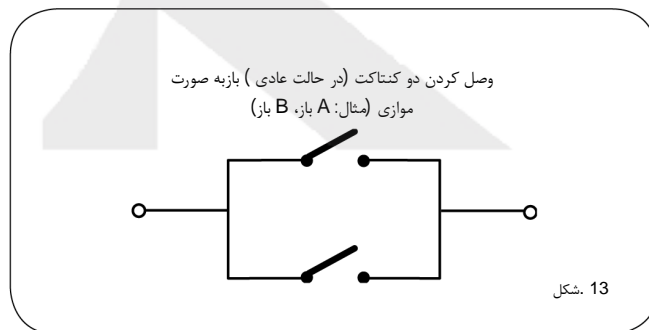 وصل کردن دو کنتاکت (در حالت عادی ) بازبه صورت
موازی (مثال: A باز، B باز)
شکل. 13